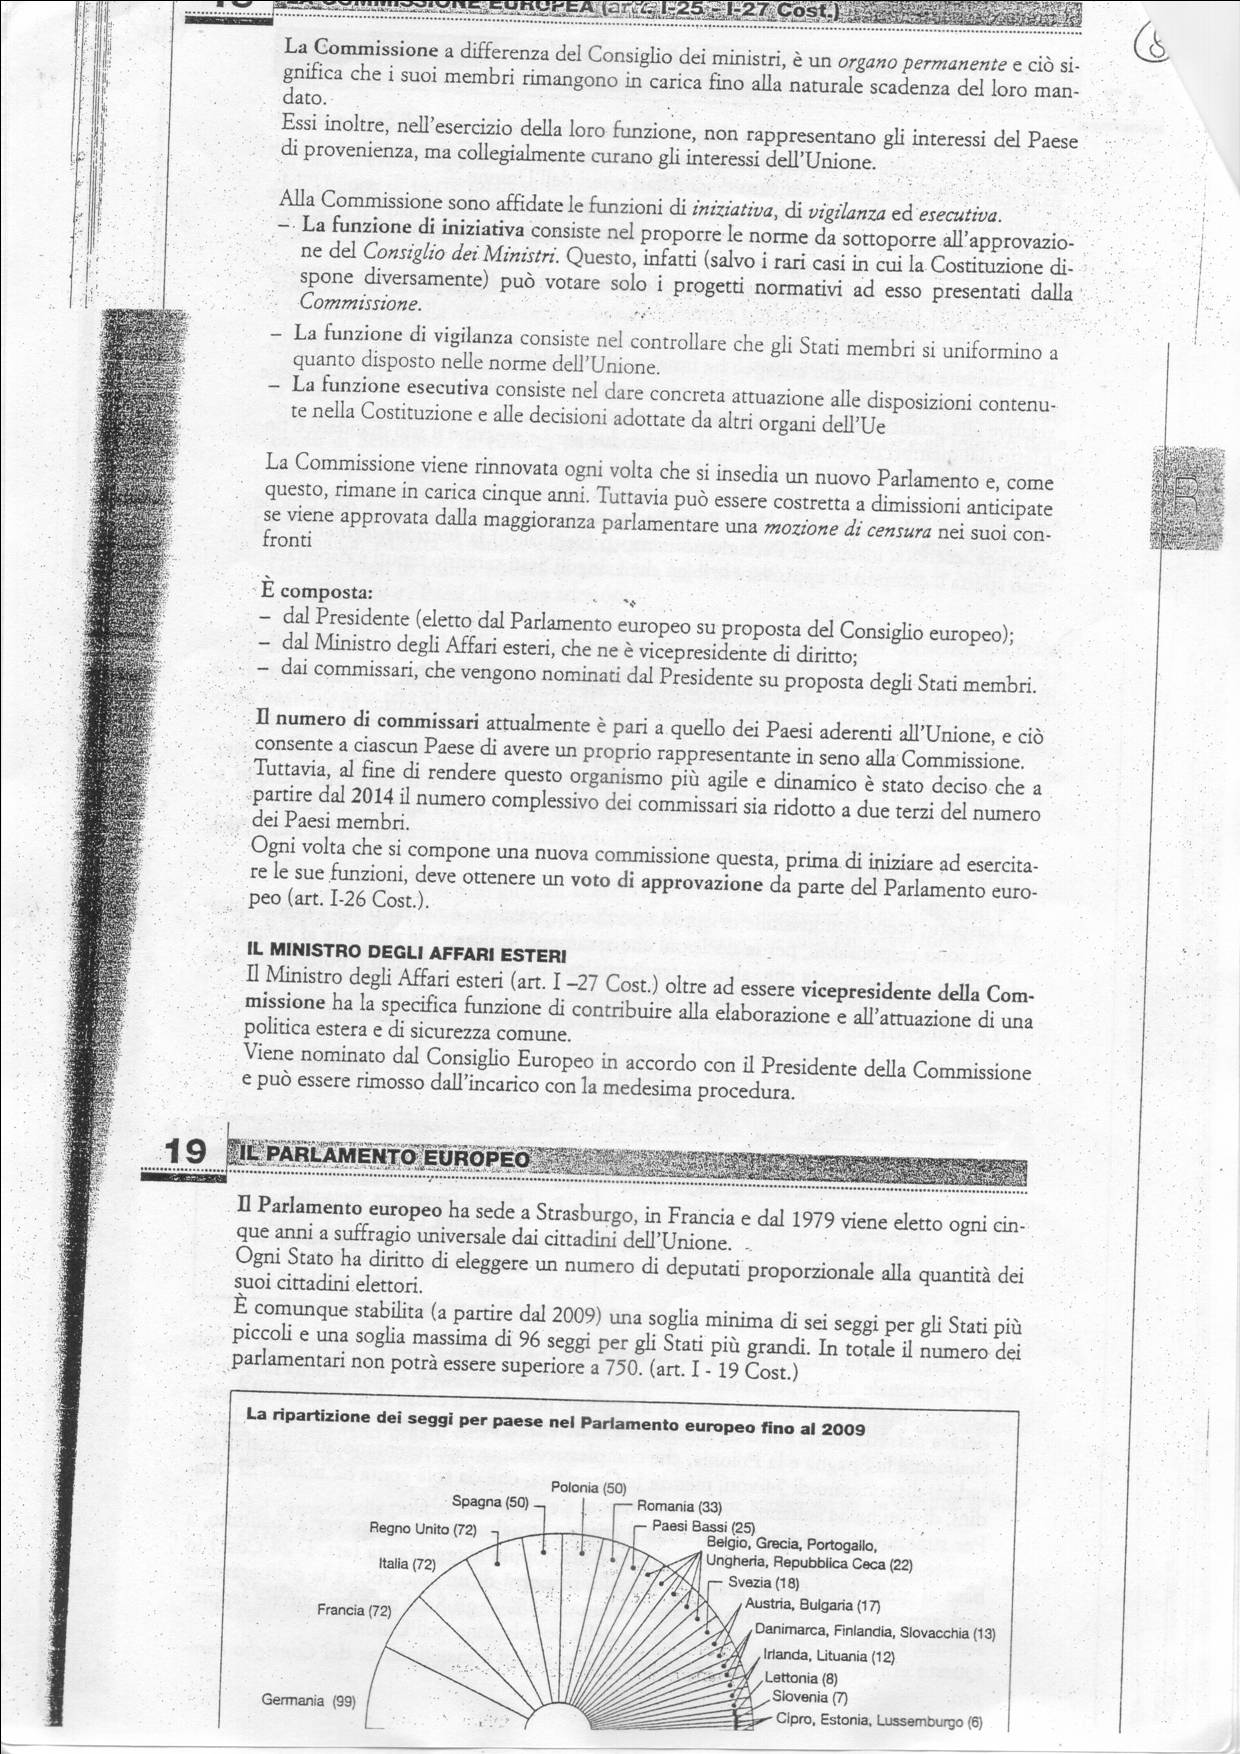 LA COMMISSIONE EUROPEA (artt. I-25 - I-27 Cost.)
La Commissione a differenza del Consiglio dei ministri, è un organo permanente e ciò si-
gnifica che i suoi membri rimangono in carica fino alla naturale scadenza del loro man-
dato.
Essi inoltre, nell'esercizio della loro funzione, non rappresentano gli interessi del Paese
di provenienza, ma collegialmente curano gli interessi dell'Unione.
Alla Commissione sono affidate le funzioni di iniziativa, di vigilanza ed esecutiva.
– La funzione di iniziativa consiste nel proporre le norme da sottoporre all'approvazio-
ne del Consiglio dei Ministri. Questo, infatti (salvo i rari casi in cui la Costituzione di-
spone diversamente) può votare solo i progetti normativi ad esso presentati dalla
Commissione.
– La funzione di vigilanza consiste nel controllare che gli Stati membri si uniformino a
quanto disposto nelle norme dell'Unione.
– La funzione esecutiva consiste nel dare concreta attuazione alle disposizioni contenu-
te nella Costituzione e alle decisioni adottate da altri organi dell'Ue
La Commissione viene rinnovata ogni volta che si insedia un nuovo Parlamento e, come
questo, rimane in carica cinque anni. Tuttavia può essere costretta a dimissioni anticipate
se viene approvata dalla maggioranza parlamentare una mozione di censura nei suoi con-
fronti
È composta:
– dal Presidente (eletto dal Parlamento europeo su proposta del Consiglio europeo);
– dal Ministro degli Affari esteri, che ne è vicepresidente di diritto;
– dai commissari, che vengono nominati dal Presidente su proposta degli Stati membri.
Il numero di commissari attualmente è pari a quello dei Paesi aderenti all'Unione, e ciò
consente a ciascun Paese di avere un proprio rappresentante in seno alla Commissione.
Tuttavia, al fine di rendere questo organismo più agile e dinamico è stato deciso che a
partire dal 2014 il numero complessivo dei commissari sia ridotto a due terzi del numero
dei Paesi membri.
Ogni volta che si compone una nuova commissione questa, prima di iniziare ad esercita-
re le sue funzioni, deve ottenere un voto di approvazione da parte del Parlamento euro-
peo (art. I-26 Cost.).
IL MINISTRO DEGLI AFFARI ESTERI
Il Ministro degli Affari esteri (art. I –27 Cost.) oltre ad essere vicepresidente della Com-
missione ha la specifica funzione di contribuire alla elaborazione e all'attuazione di una
politica estera e di sicurezza comune.
Viene nominato dal Consiglio Europeo in accordo con il Presidente della Commissione
e può essere rimosso dall'incarico con la medesima procedura.
19 IL PARLAMENTO EUROPEO
Il Parlamento europeo ha sede a Strasburgo, in Francia e dal 1979 viene eletto ogni cin-
que anni a suffragio universale dai cittadini dell'Unione.
Ogni Stato ha diritto di eleggere un numero di deputati proporzionale alla quantità dei
suoi cittadini elettori.
È comunque stabilita (a partire dal 2009) una soglia minima di sei seggi per gli Stati più
piccoli e una soglia massima di 96 seggi per gli Stati più grandi. In totale il numero dei
parlamentari non potrà essere superiore a 750. (art. I - 19 Cost.)
La ripartizione dei seggi per paese nel Parlamento europeo fino al 2009
Polonia (50)
Spagna (50)
Romania (33)
Regno Unito (72)
Paesi Bassi (25)
Belgio, Grecia, Portogallo,
Ungheria, Repubblica Ceca (22)
Italia (72)
Svezia (18)
Austria, Bulgaria (17)
Francia (72)
Danimarca, Finlandia, Slovacchia (13)
Irlanda, Lituania (12)
Lettonia (8)
Slovenia (7)
Germania (99)
Cipro, Estonia, Lussemburgo (6)
R